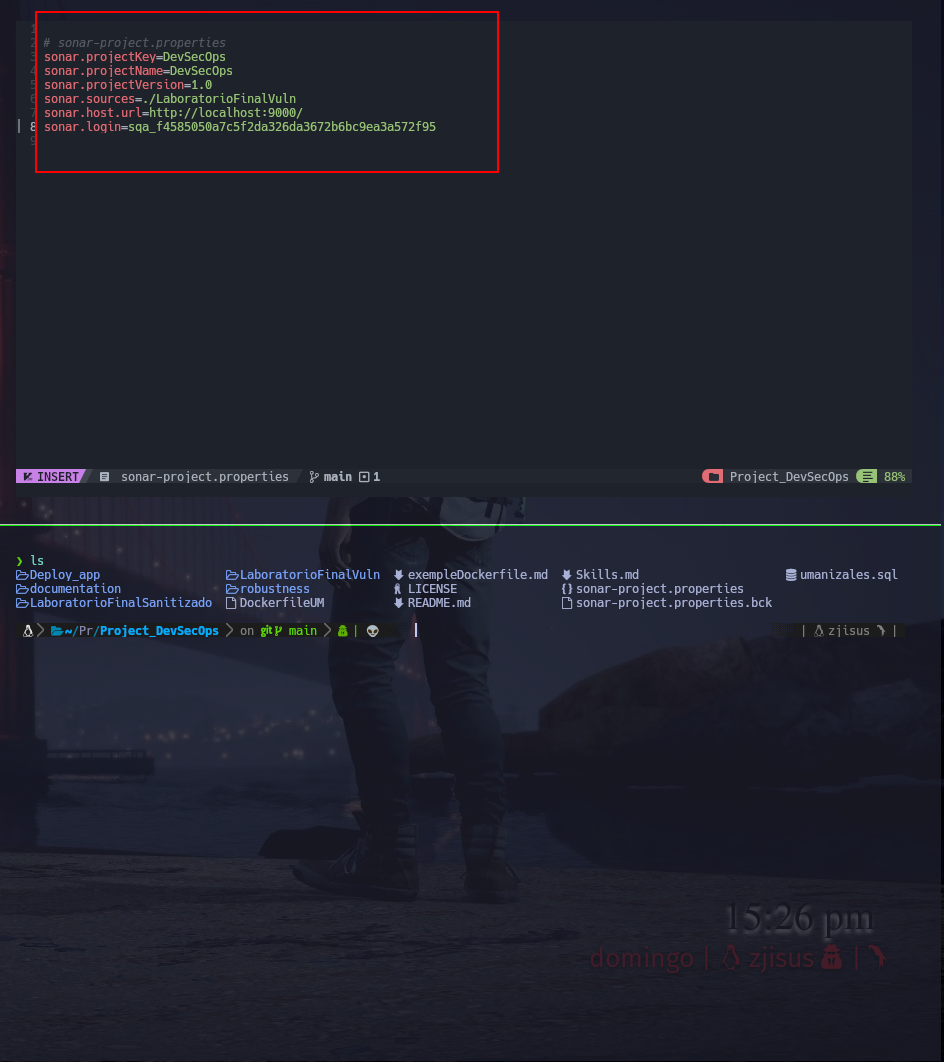 1
2 # sonar-project.properties
3 sonar.projectKey=DevSecOps
4 sonar.projectName=DevSecOps
5 sonar.projectVersion=1.0
6 sonar.sources=./LaboratorioFinalVuln
7 sonar.host.url=http://localhost:9000/
8 sonar.login=sqa_f4585050a7c5f2da326da3672b6bc9ea3a572f95
9
INSERT sonar-project.properties main 1 Project_DevSecOps 88%
❯ ls
Deploy_app LaboratorioFinalVuln exempleDockerfile.md Skills.md umanizales.sql
documentation robustness LICENSE sonar-project.properties
LaboratorioFinalSanitizado DockerfileUM README.md sonar-project.properties.bck
~/Pr/Project_DevSecOps on git main | | zjisus |
15:26 pm
domingo | zjisus |